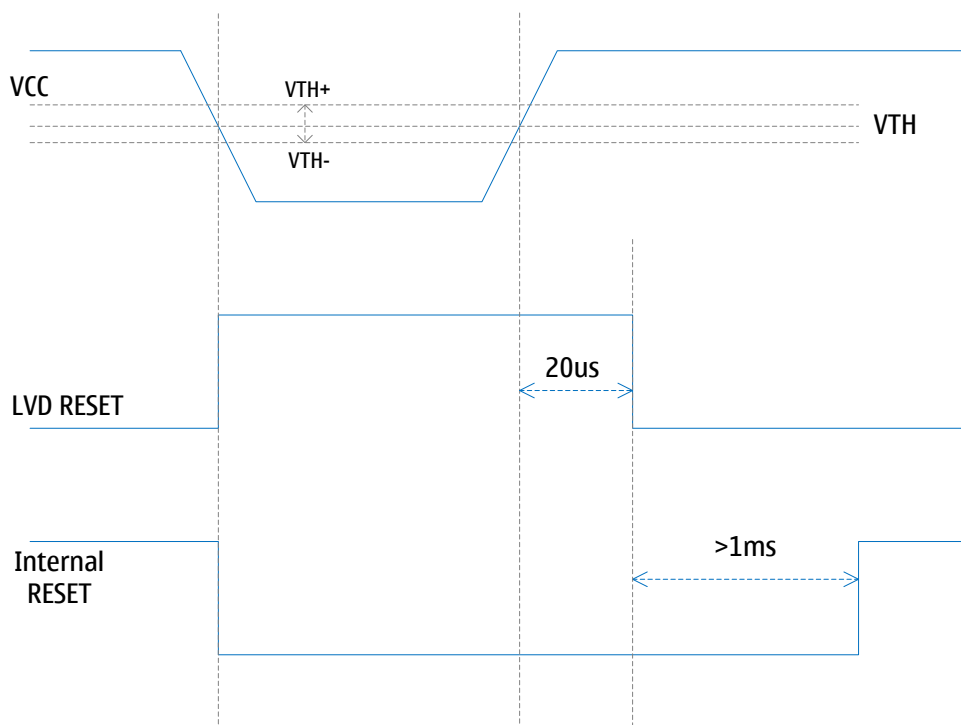 VCC
VTH+
VTH
VTH-
20us
LVD RESET
>1ms
Internal
RESET